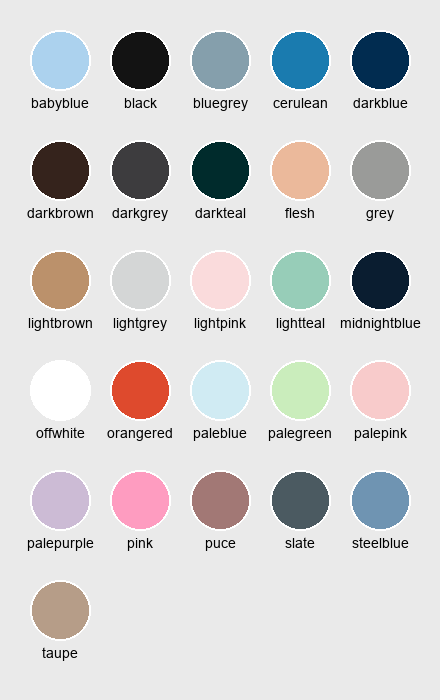 babyblue black bluegrey cerulean darkblue
darkbrown darkgrey darkteal flesh grey
lightbrown lightgrey lightpink lightteal midnightblue
offwhite orangered paleblue palegreen palepink
palepurple pink puce slate steelblue
taupe